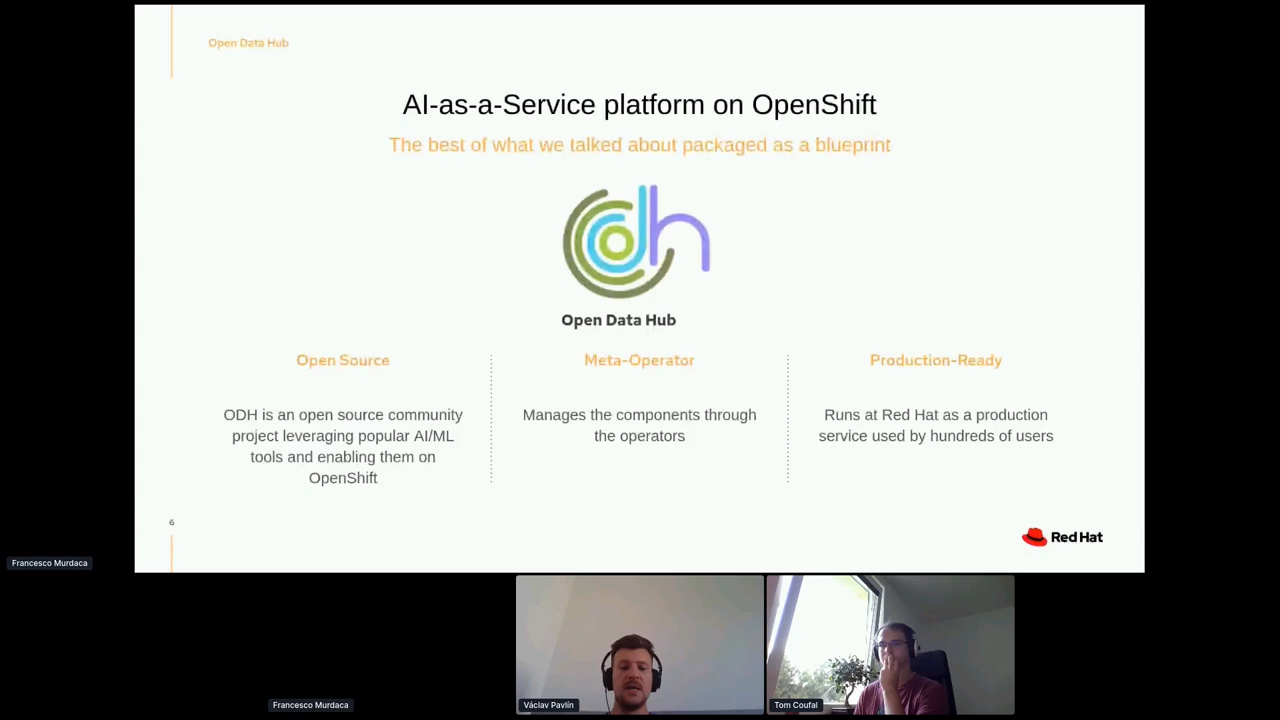 Open Data Hub
AI-as-a-Service platform on OpenShift
The best of what we talked about packaged as a blueprint
odh
Open Data Hub
Open Source
ODH is an open source community
project leveraging popular AI/ML
tools and enabling them on
OpenShift
Meta-Operator
Manages the components through
the operators
Production-Ready
Runs at Red Hat as a production
service used by hundreds of users
6
Red Hat
Francesco Murdaca
Francesco Murdaca
Václav Pavlín
Tom Coufal